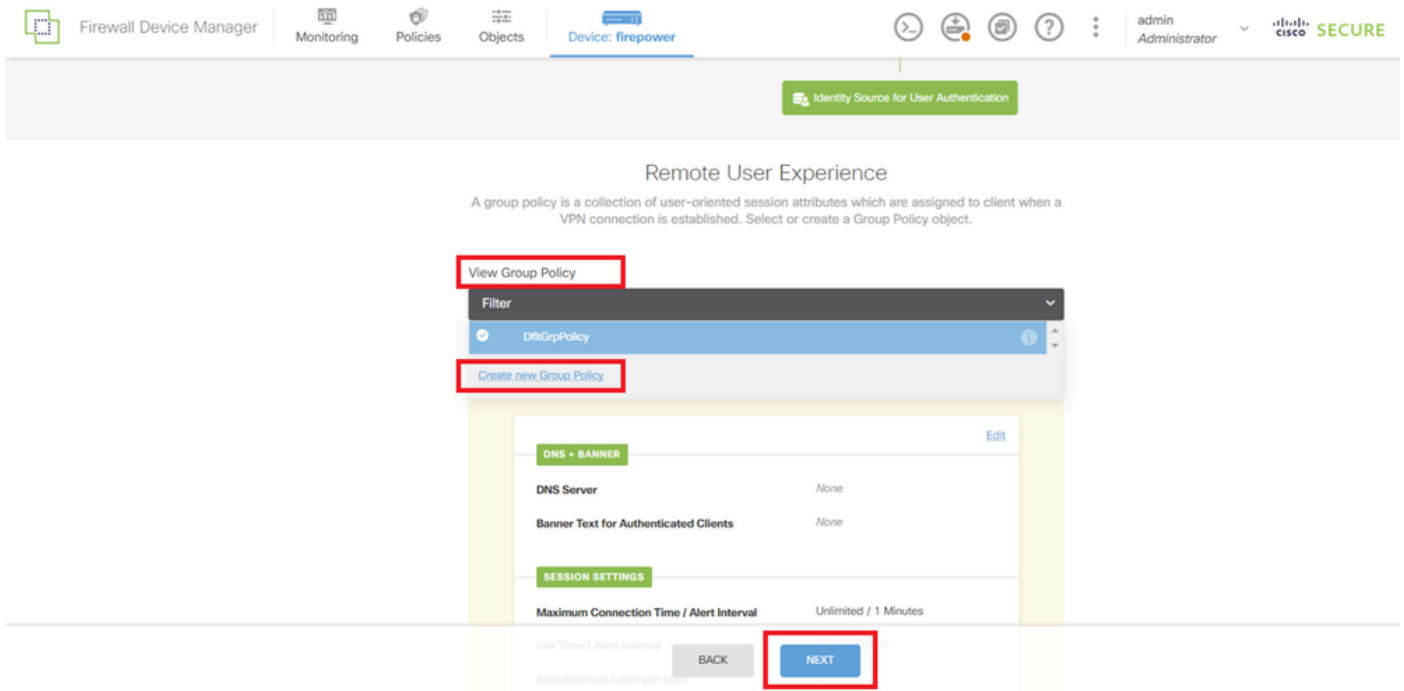 Firewall Device Manager
Monitoring
Policies
Objects
Device: firepower
admin
Administrator
cisco SECURE
Identity Source for User Authentication
Remote User Experience
A group policy is a collection of user-oriented session attributes which are assigned to client when a
VPN connection is established. Select or create a Group Policy object.
View Group Policy
Filter
DfltGrpPolicy
Create new Group Policy
Edit
DNS + BANNER
DNS Server None
Banner Text for Authenticated Clients None
SESSION SETTINGS
Maximum Connection Time / Alert Interval Unlimited / 1 Minutes
Idle Time / Alert Interval
BACK
NEXT
Simultaneous Login per User